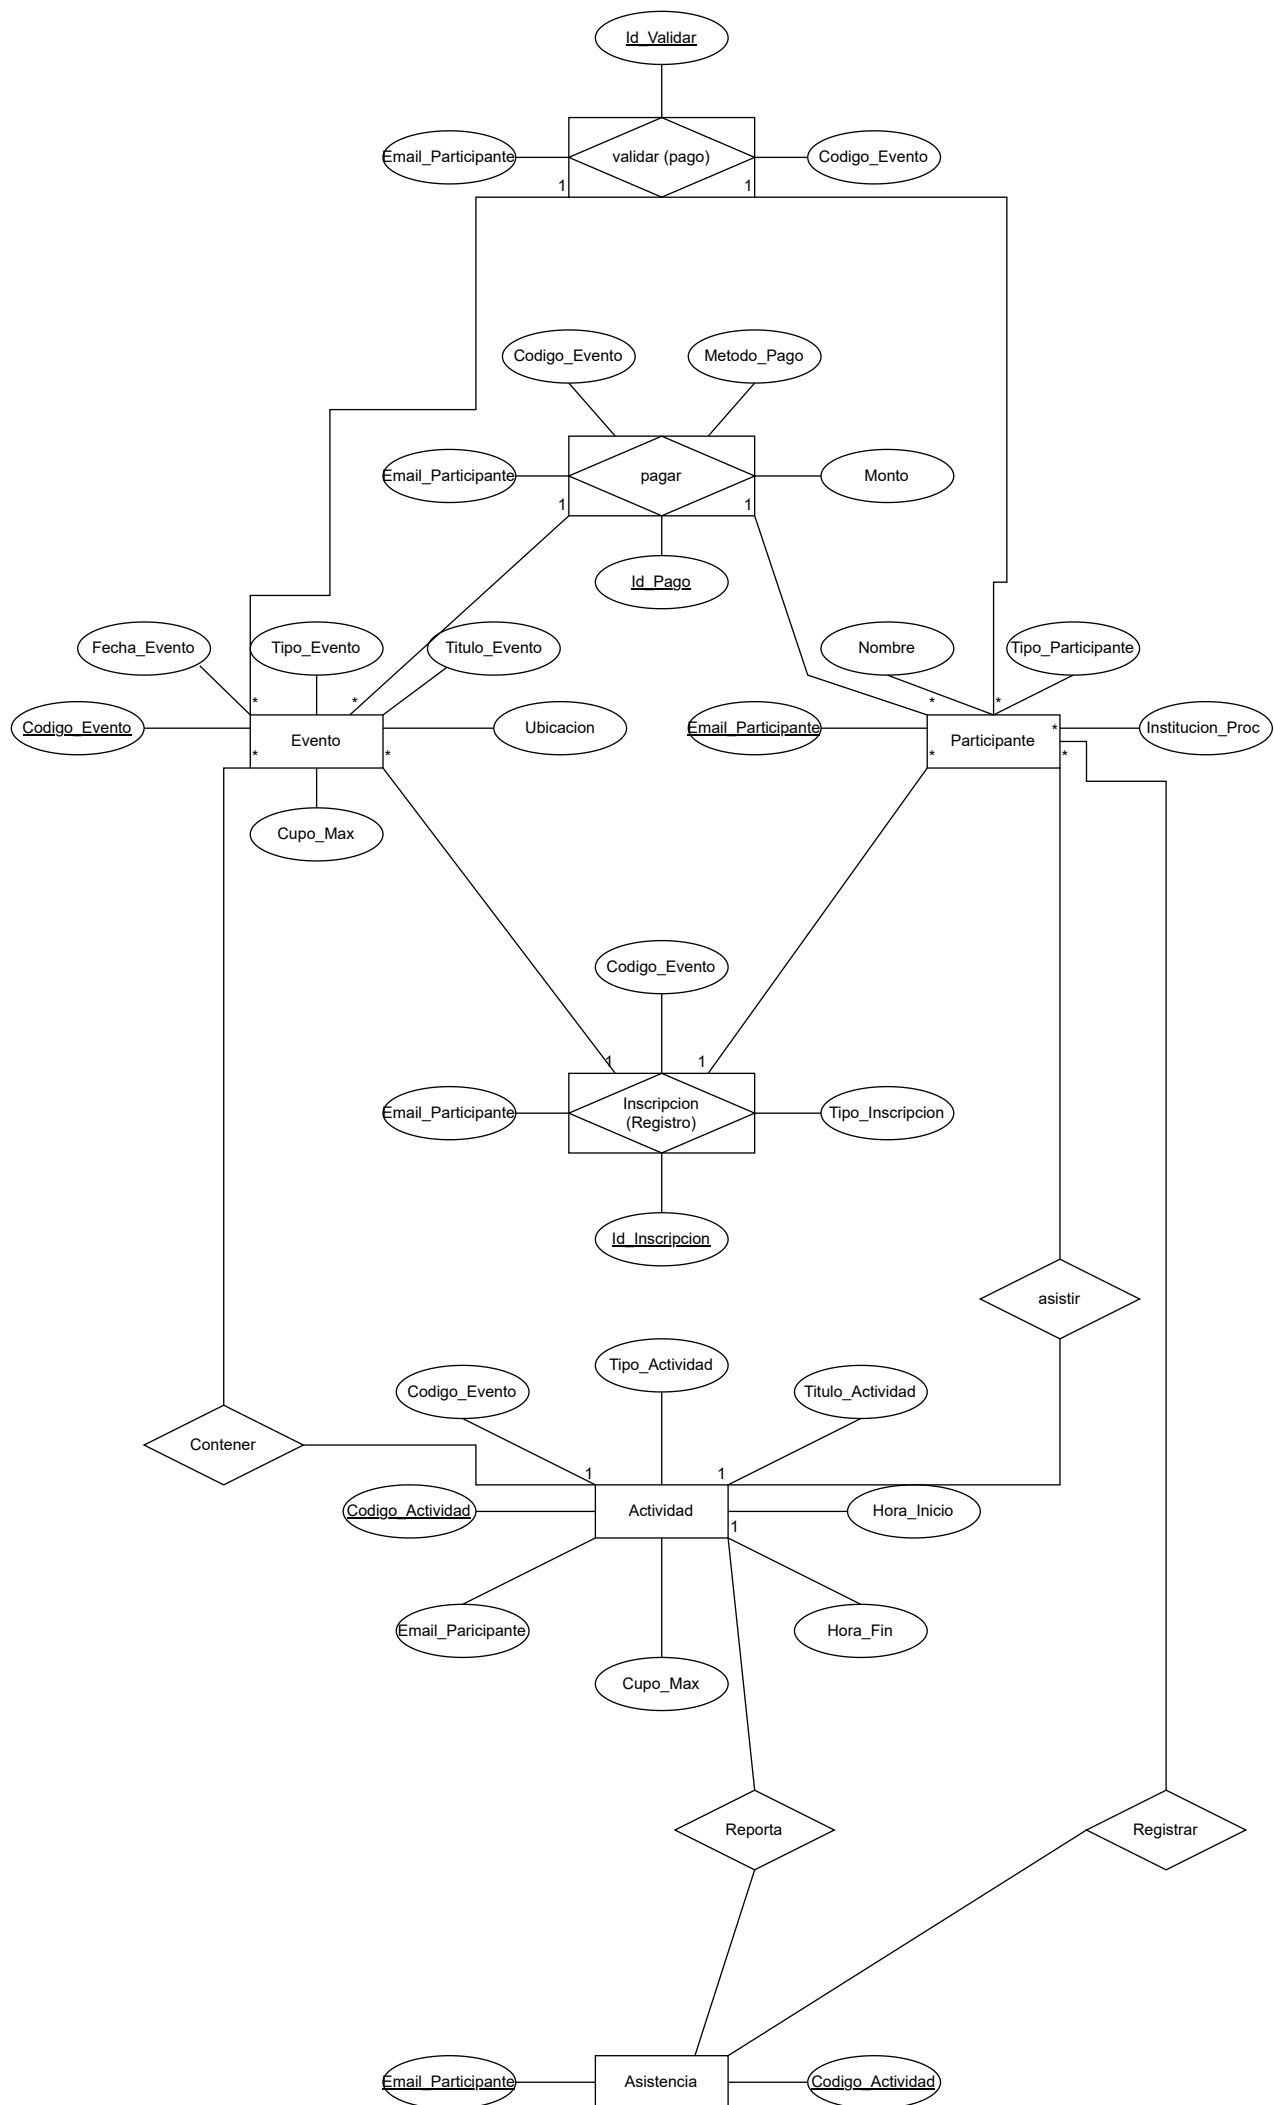 Id_Validar
Email_Participante
validar (pago)
Codigo_Evento
1
1
Codigo_Evento
Metodo_Pago
Email_Participante
pagar
Monto
1
1
Id_Pago
Fecha_Evento
Tipo_Evento
Titulo_Evento
Nombre
Tipo_Participante
*
*
*
*
Codigo_Evento
Evento
Ubicacion
Email_Participante
Participante
*
Institucion_Proc
*
*
*
*
Cupo_Max
Codigo_Evento
1
1
Email_Participante
Inscripcion
(Registro)
Tipo_Inscripcion
Id_Inscripcion
asistir
Tipo_Actividad
Codigo_Evento
Titulo_Actividad
Contener
1
1
Codigo_Actividad
Actividad
Hora_Inicio
1
Email_Paricipante
Hora_Fin
Cupo_Max
Reporta
Registrar
Email_Participante
Asistencia
Codigo_Actividad